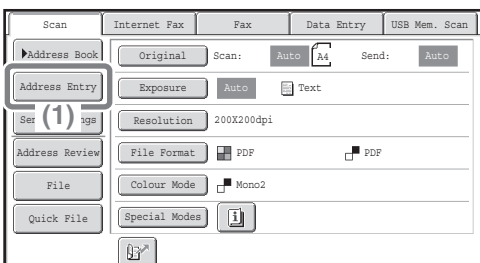 Scan Internet Fax Fax Data Entry USB Mem. Scan
Address Book Original Scan: Auto A4 Send: Auto
Address Entry Exposure Auto Text
(1) Resolution 200X200dpi
Address Review File Format PDF PDF
File Colour Mode Mono2
Quick File Special Modes